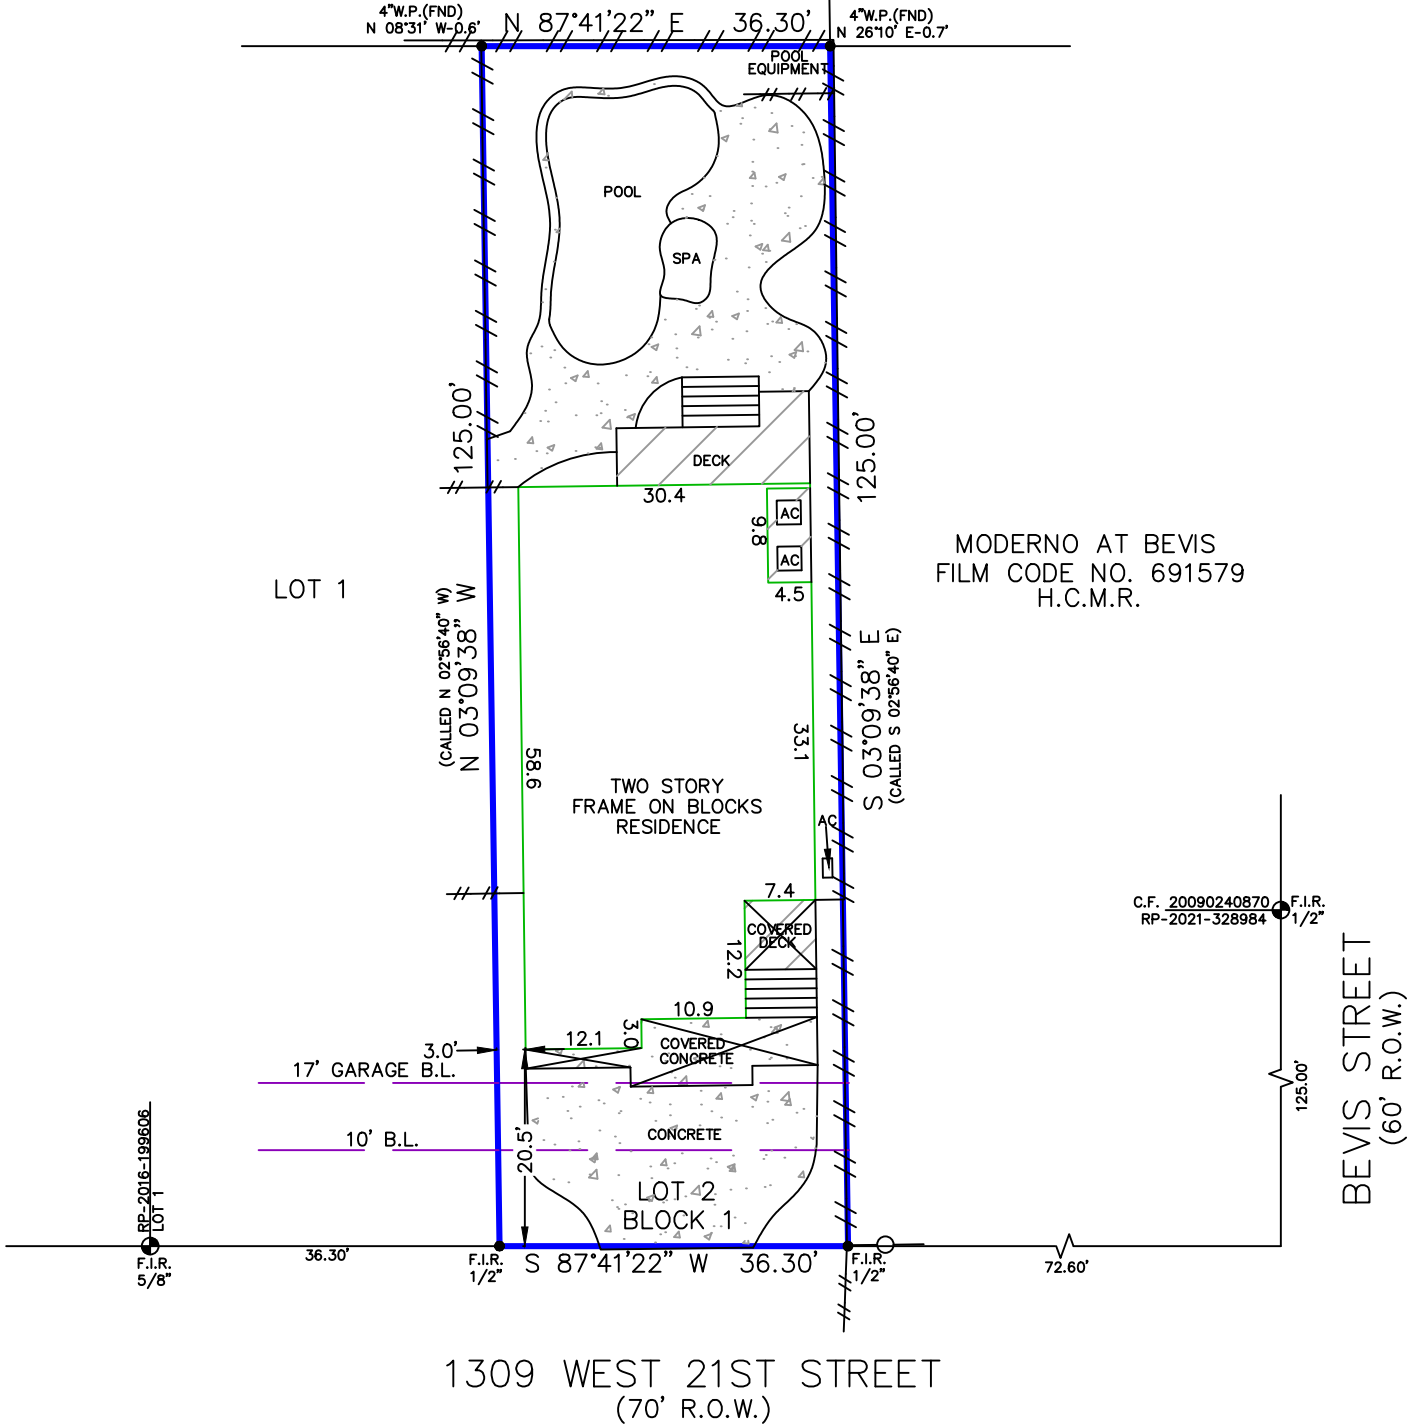 4"W.P.(FND)
N 08°31' W-0.6'
N 87°41'22" E 36.30'
4"W.P.(FND)
N 26°10' E-0.7'
POOL
EQUIPMENT
POOL
SPA
125.00'
125.00'
DECK
30.4
AC
9.8
AC
4.5
LOT 1
MODERNO AT BEVIS
FILM CODE NO. 691579
H.C.M.R.
(CALLED N 02°56'40" W)
N 03°09'38" W
S 03°09'38" E
(CALLED S 02°56'40" E)
58.6
33.1
TWO STORY
FRAME ON BLOCKS
RESIDENCE
AC
7.4
COVERED
DECK
12.2
C.F. 20090240870
RP-2021-328984
F.I.R.
1/2"
10.9
3.0
12.1
COVERED
CONCRETE
3.0'
17' GARAGE B.L.
10' B.L.
CONCRETE
20.5'
LOT 2
BLOCK 1
BEVIS STREET
(60' R.O.W.)
125.00'
RP-2016-199606
LOT 1
F.I.R.
5/8"
36.30'
F.I.R.
1/2"
S 87°41'22" W 36.30'
F.I.R.
1/2"
72.60'
1309 WEST 21ST STREET
(70' R.O.W.)